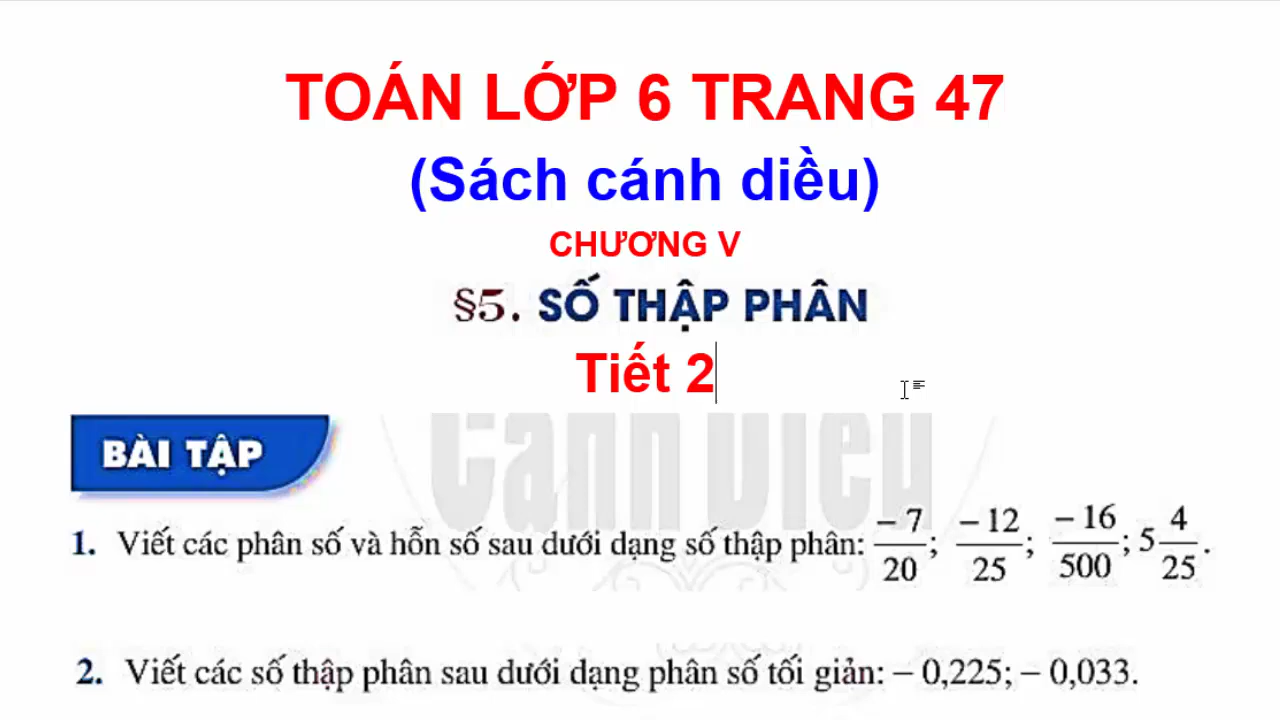 TOÁN LỚP 6 TRANG 47
(Sách cánh diều)
CHƯƠNG V
§5. SỐ THẬP PHÂN
Tiết 2
Cánh Diều
BÀI TẬP
1. Viết các phân số và hỗn số sau dưới dạng số thập phân: -7/20; -12/25; -16/500; 5 4/25.
2. Viết các số thập phân sau dưới dạng phân số tối giản: – 0,225; – 0,033.